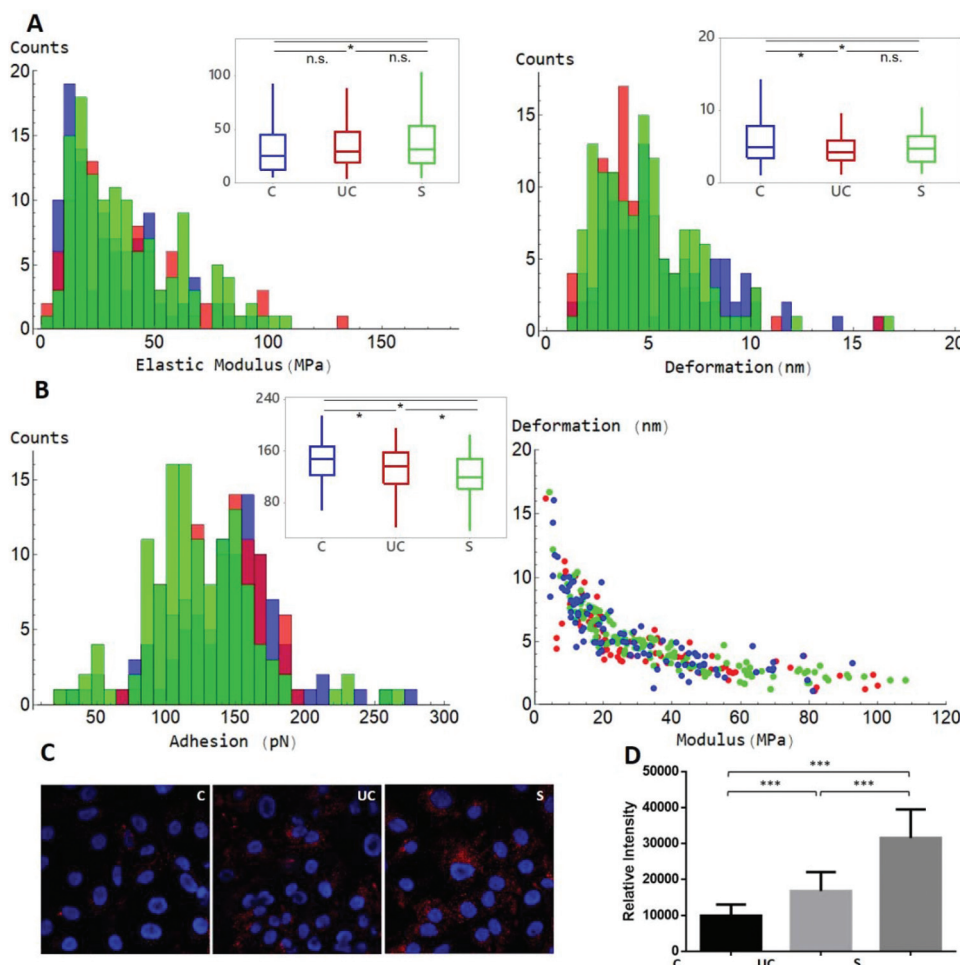 A
Counts
20
15
10
5
0
0 50 100 150
Elastic Modulus (MPa)
100
50
0
*
n.s. n.s.
C UC S
Counts
15
10
5
0
0 5 10 15 20
Deformation (nm)
20
10
0
*
* n.s.
C UC S
B
Counts
20
15
10
5
0
50 100 150 200 250 300
Adhesion (pN)
240
160
80
*
* *
C UC S
Deformation (nm)
20
15
10
5
0
0 20 40 60 80 100 120
Modulus (MPa)
C
C UC S
D
***
*** ***
50000
40000
30000
20000
10000
0
Relative Intensity
C UC S